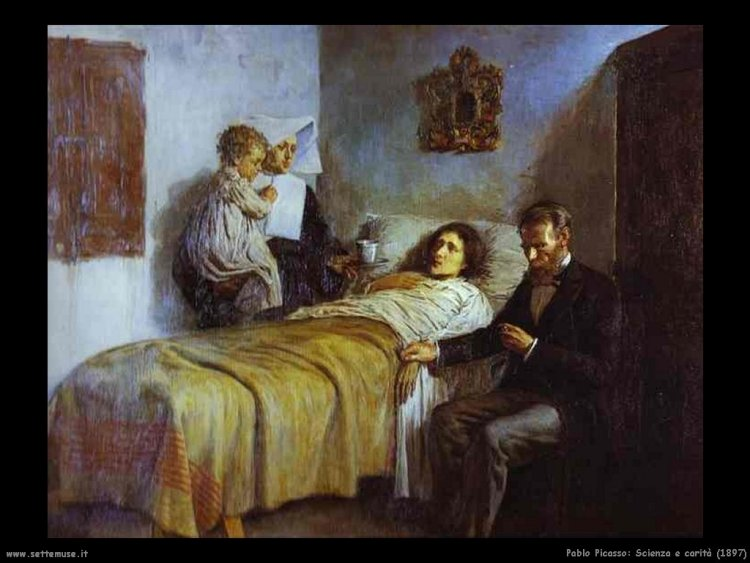 www.settemuse.it
Pablo Picasso: Scienza e carità (1897)